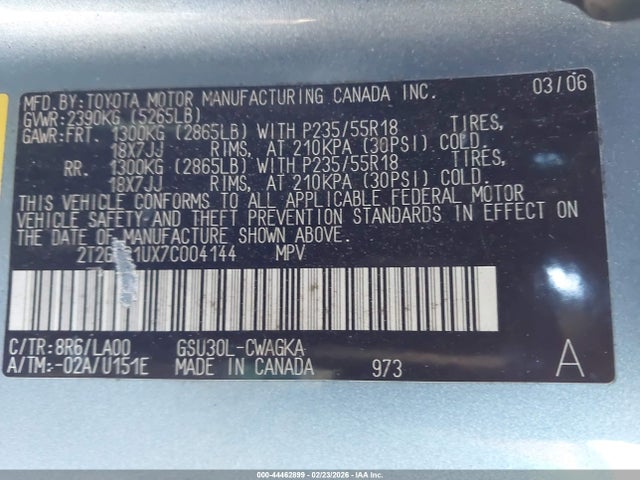 MFD. BY: TOYOTA MOTOR MANUFACTURING CANADA INC. 03/06
GVWR: 2390KG (5265LB)
GAWR: FRT. 1300KG (2865LB) WITH P235/55R18 TIRES,
18X7JJ RIMS, AT 210KPA (30PSI) COLD.
RR. 1300KG (2865LB) WITH P235/55R18 TIRES,
18X7JJ RIMS, AT 210KPA (30PSI) COLD.
THIS VEHICLE CONFORMS TO ALL APPLICABLE FEDERAL MOTOR
VEHICLE SAFETY AND THEFT PREVENTION STANDARDS IN EFFECT ON
THE DATE OF MANUFACTURE SHOWN ABOVE.
1UX7C004144 MPV
C/TR: 8R6/LA00 GSU30L-CWAGKA
A/TM: -02A/U151E MADE IN CANADA 973 A
000-44462899 - 02/23/2026 - IAAI Inc.